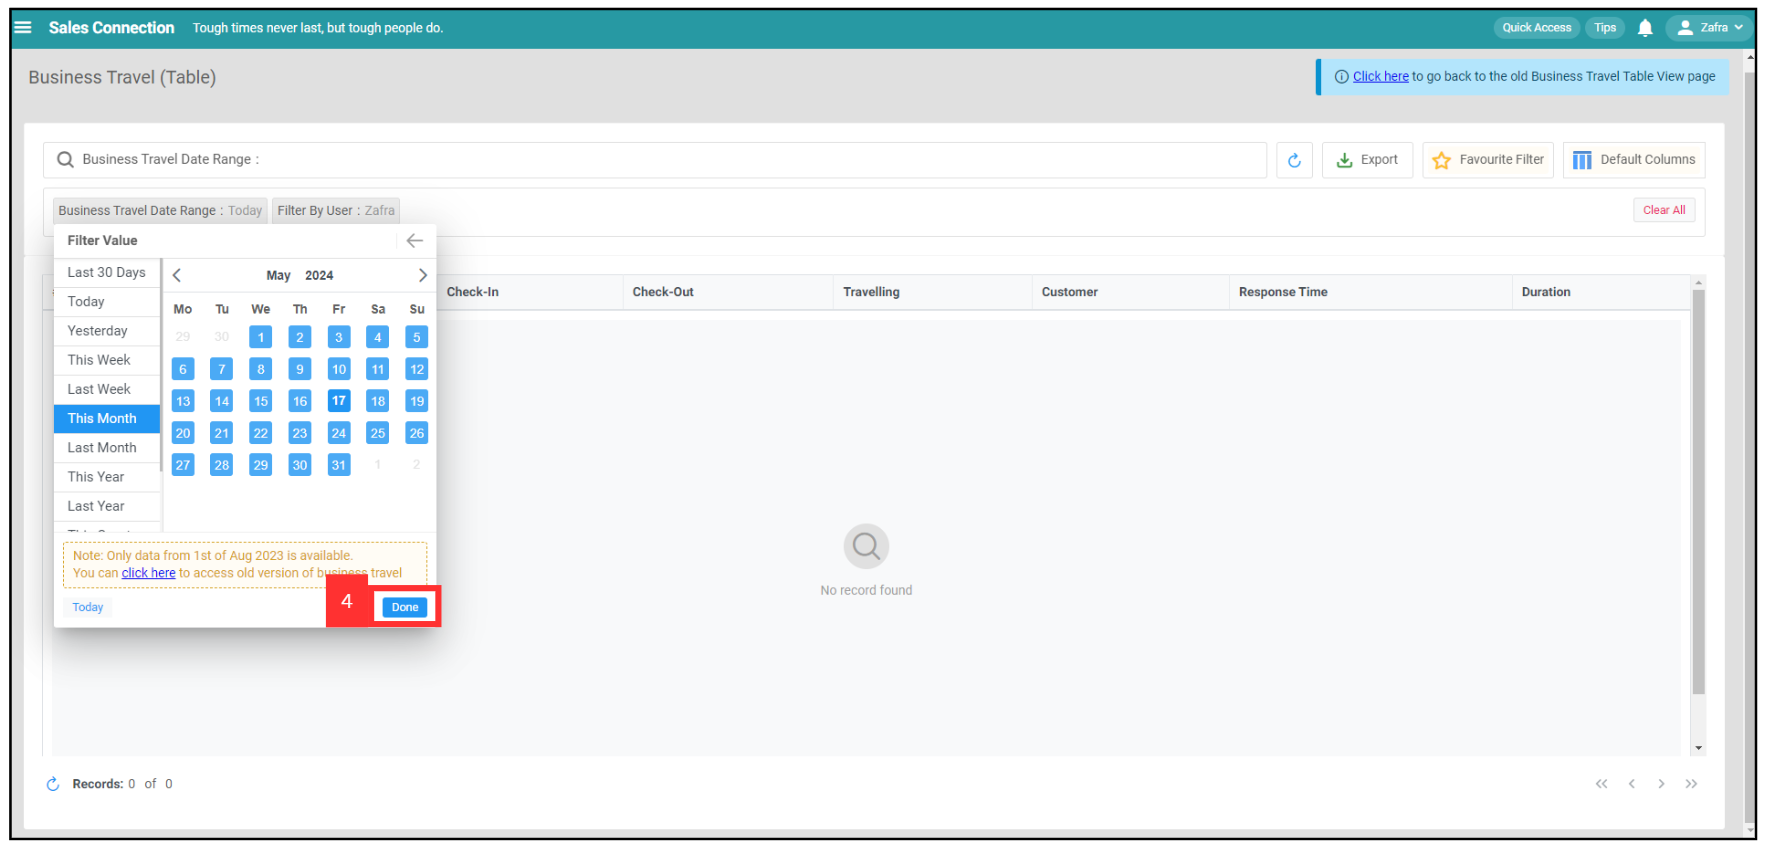 Sales Connection Tough times never last, but tough people do. Quick Access Tips Zafra
Business Travel (Table)
Click here to go back to the old Business Travel Table View page
Business Travel Date Range :
Export Favourite Filter Default Columns
Business Travel Date Range : Today Filter By User : Zafra Clear All
Filter Value
Last 30 Days
Today
Yesterday
This Week
Last Week
This Month
Last Month
This Year
Last Year
May 2024
Mo Tu We Th Fr Sa Su
29 30 1 2 3 4 5
6 7 8 9 10 11 12
13 14 15 16 17 18 19
20 21 22 23 24 25 26
27 28 29 30 31 1 2
Note: Only data from 1st of Aug 2023 is available.
You can click here to access old version of business travel
Today 4 Done
Check-In Check-Out Travelling Customer Response Time Duration
No record found
Records: 0 of 0